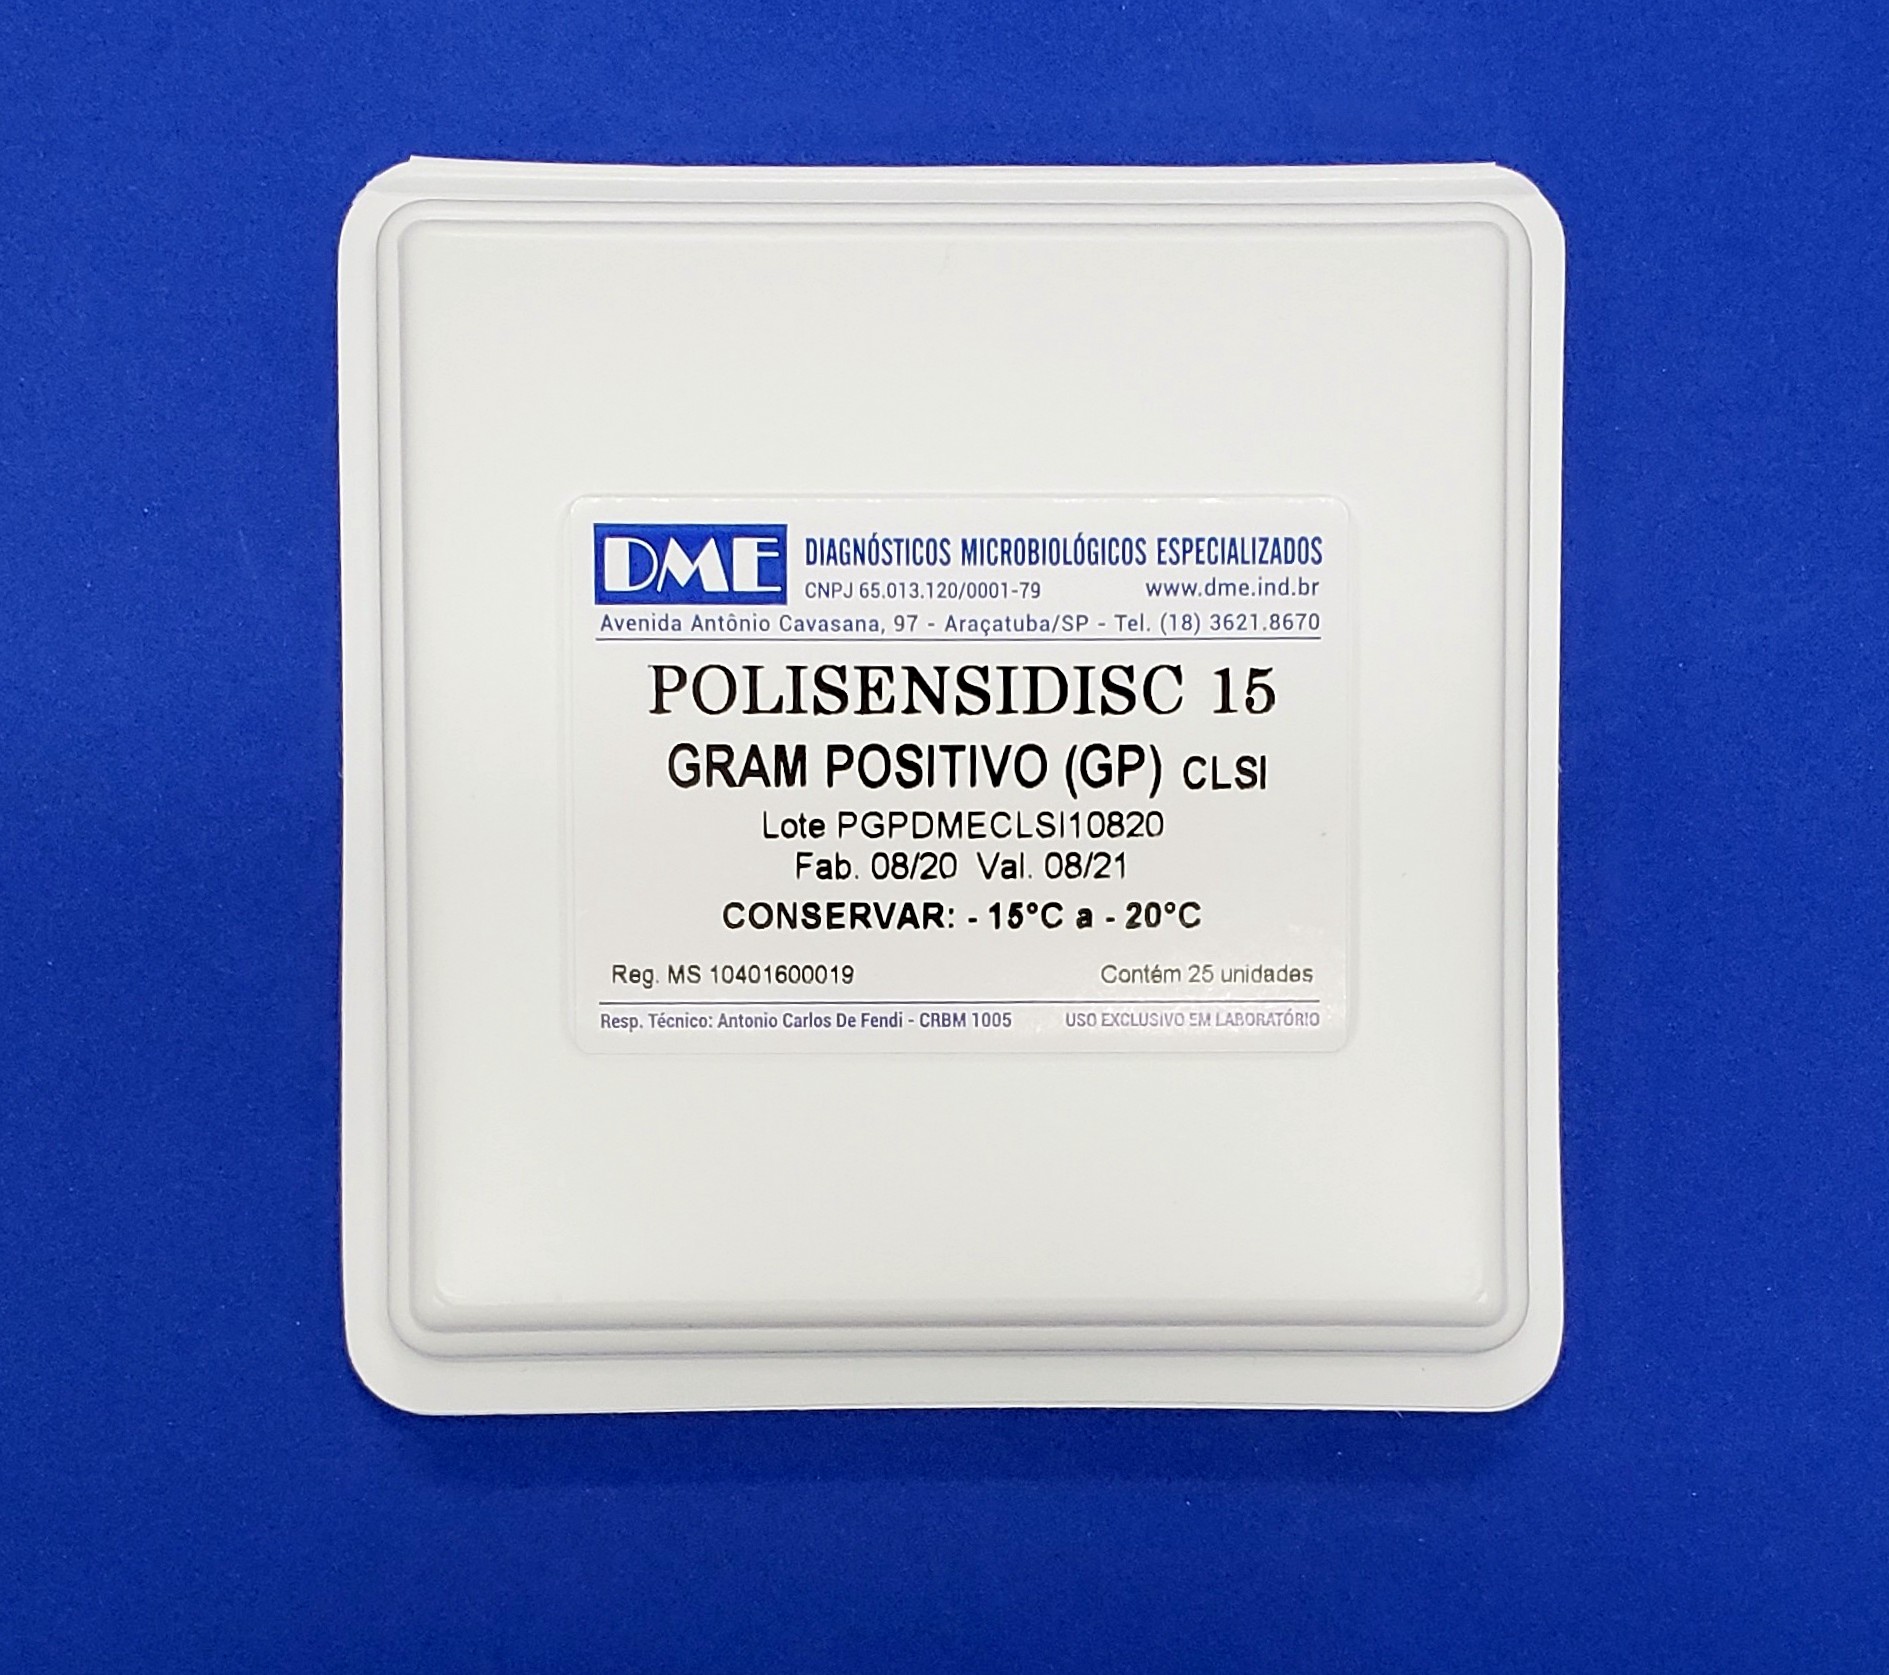 DME DIAGNÓSTICOS MICROBIOLÓGICOS ESPECIALIZADOS
CNPJ 65.013.120/0001-79 www.dme.ind.br
Avenida Antônio Cavasana, 97 - Araçatuba/SP - Tel. (18) 3621.8670
POLISENSIDISC 15
GRAM POSITIVO (GP) CLSI
Lote PGPDMECLSI10820
Fab. 08/20 Val. 08/21
CONSERVAR: - 15°C a - 20°C
Reg. MS 10401600019 Contém 25 unidades
Resp. Técnico: Antonio Carlos De Fendi - CRBM 1005 USO EXCLUSIVO EM LABORATÓRIO